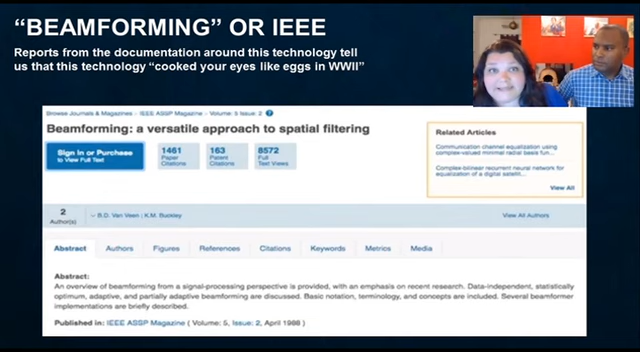 “BEAMFORMING” OR IEEE
Reports from the documentation around this technology tell
us that this technology “cooked your eyes like eggs in WWII”
Browse Journals & Magazines > IEEE ASSP Magazine > Volume: 5 Issue: 2
Beamforming: a versatile approach to spatial filtering
Sign In or Purchase
to View Full Text
1461
Paper
Citations
163
Patent
Citations
8572
Full
Text Views
Related Articles
Communication channel equalization using
complex-valued minimal radial basis fun...
Complex-bilinear recurrent neural network for
equalization of a digital satellit...
View All
2
Author(s)
B.D. Van Veen ; K.M. Buckley
View All Authors
Abstract Authors Figures References Citations Keywords Metrics Media
Abstract:
An overview of beamforming from a signal-processing perspective is provided, with an emphasis on recent research. Data-independent, statistically
optimum, adaptive, and partially adaptive beamforming are discussed. Basic notation, terminology, and concepts are included. Several beamformer
implementations are briefly described.
Published in: IEEE ASSP Magazine ( Volume: 5, Issue: 2, April 1988 )